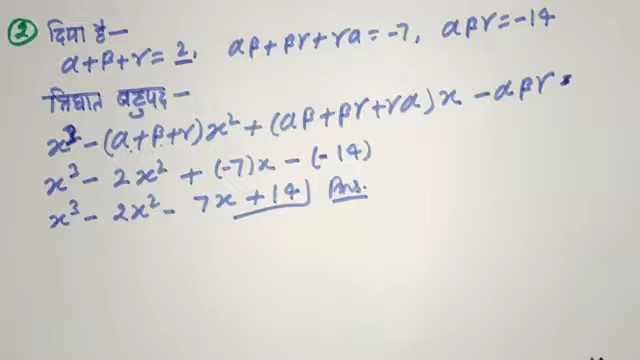 ② दिया है—
α+β+γ = 2, αβ+βγ+γα = -7, αβγ = -14
त्रिघात बहुपद —
x³ - (α+β+γ)x² + (αβ+βγ+γα)x - αβγ
x³ - 2x² + (-7)x - (-14)
x³ - 2x² - 7x + 14 Ans.